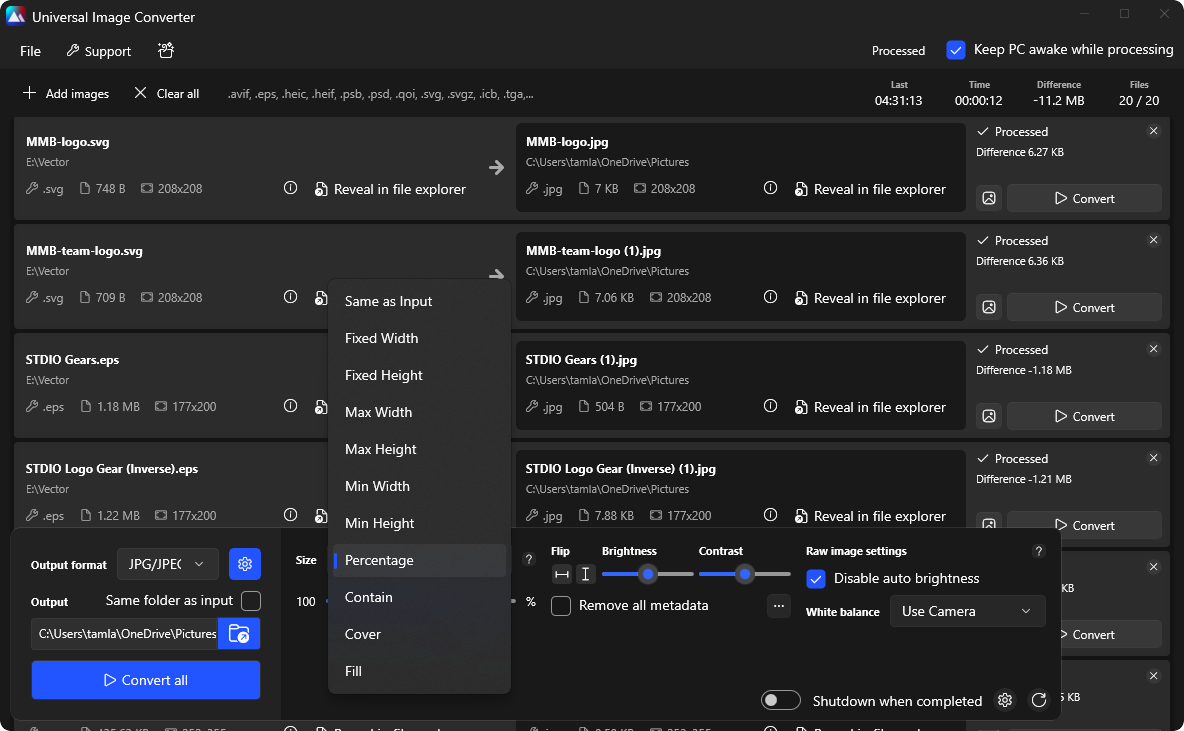 Universal Image Converter
File Support
Processed Keep PC awake while processing
Add images Clear all .avif, .eps, .heic, .heif, .psb, .psd, .qoi, .svg, .svgz, .icb, .tga,...
Last Time Difference Files
04:31:13 00:00:12 -11.2 MB 20 / 20
MMB-logo.svg
E:\Vector
.svg 748 B 208x208 Reveal in file explorer
MMB-logo.jpg
C:\Users\tamla\OneDrive\Pictures
.jpg 7 KB 208x208 Reveal in file explorer
Processed
Difference 6.27 KB
Convert
MMB-team-logo.svg
E:\Vector
.svg 709 B 208x208
MMB-team-logo (1).jpg
C:\Users\tamla\OneDrive\Pictures
.jpg 7.06 KB 208x208 Reveal in file explorer
Processed
Difference 6.36 KB
Convert
STDIO Gears.eps
E:\Vector
.eps 1.18 MB 177x200
STDIO Gears (1).jpg
C:\Users\tamla\OneDrive\Pictures
.jpg 504 B 177x200 Reveal in file explorer
Processed
Difference -1.18 MB
Convert
STDIO Logo Gear (Inverse).eps
E:\Vector
.eps 1.22 MB 177x200
STDIO Logo Gear (Inverse) (1).jpg
C:\Users\tamla\OneDrive\Pictures
.jpg 7.88 KB 177x200 Reveal in file explorer
Processed
Difference -1.21 MB
Convert
KB
Convert
KB
Same as Input
Fixed Width
Fixed Height
Max Width
Max Height
Min Width
Min Height
Percentage
Contain
Cover
Fill
Output format JPG/JPEC
Output Same folder as input
C:\Users\tamla\OneDrive\Pictures
Convert all
Size ?
100 %
Flip Brightness Contrast
Remove all metadata ...
Raw image settings ?
Disable auto brightness
White balance Use Camera
Shutdown when completed